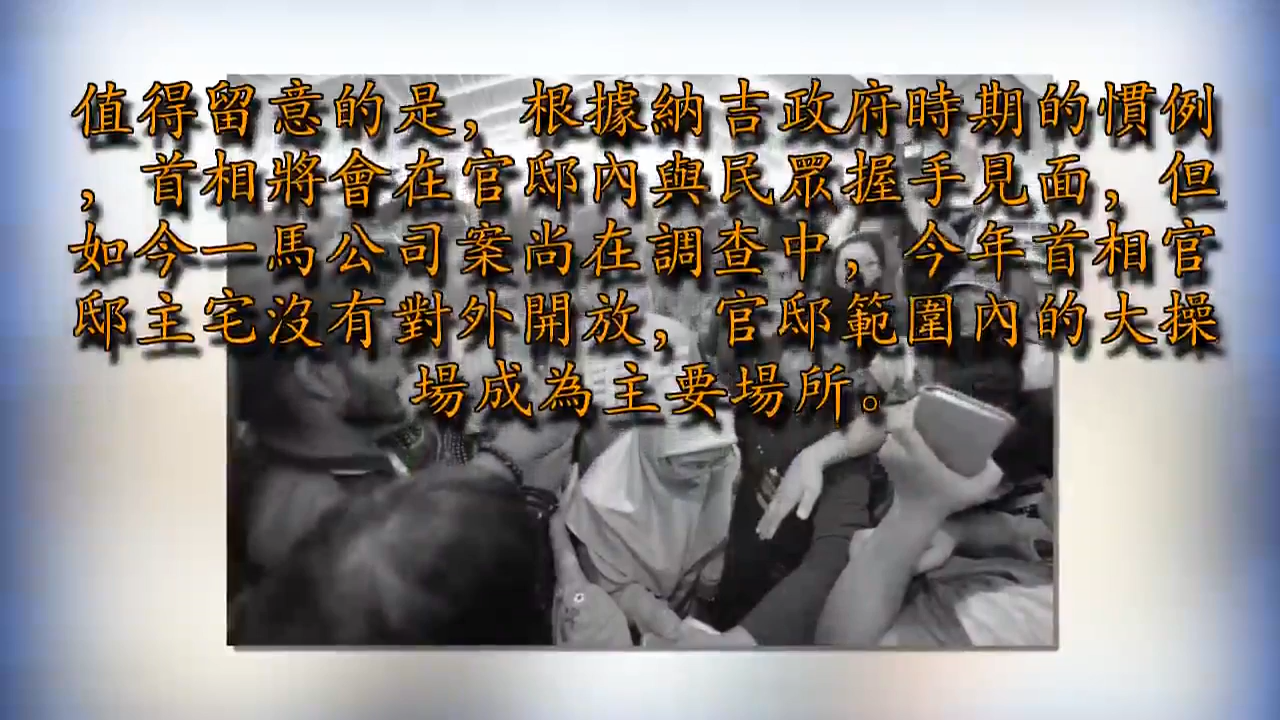 值得留意的是，根據納吉政府時期的慣例
，首相將會在官邸內與民眾握手見面，但
如今一馬公司案尚在調查中，今年首相官
邸主宅沒有對外開放，官邸範圍內的大操
場成為主要場所。